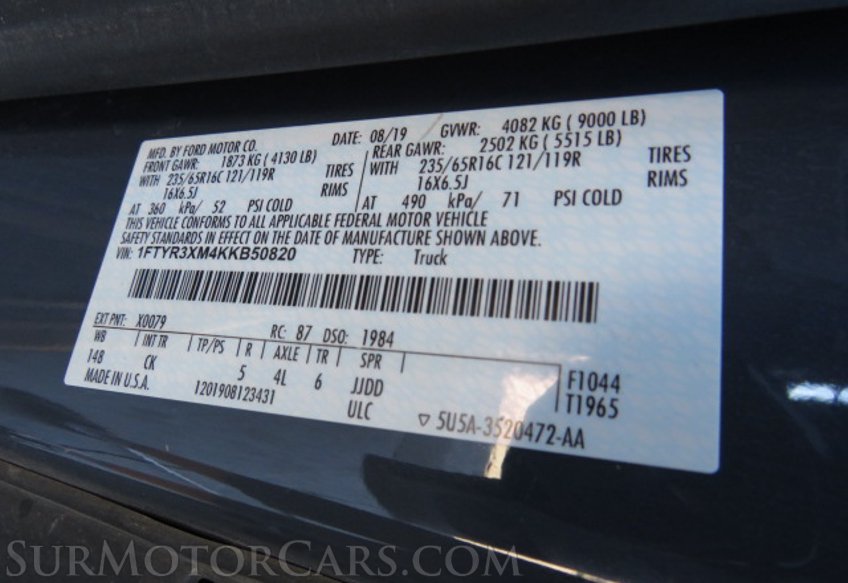 MFD. BY FORD MOTOR CO. DATE: 08/19 GVWR: 4082 KG ( 9000 LB)
FRONT GAWR: 1873 KG ( 4130 LB) REAR GAWR: 2502 KG ( 5515 LB)
WITH 235/65R16C 121/119R TIRES WITH 235/65R16C 121/119R TIRES
16X6.5J RIMS 16X6.5J RIMS
AT 360 kPa/ 52 PSI COLD AT 490 kPa/ 71 PSI COLD
THIS VEHICLE CONFORMS TO ALL APPLICABLE FEDERAL MOTOR VEHICLE
SAFETY STANDARDS IN EFFECT ON THE DATE OF MANUFACTURE SHOWN ABOVE.
VIN: 1FTYR3XM4KKB50820 TYPE: Truck
EXT PNT: X0079 RC: 87 DSO: 1984
WB INT TR TP/PS R AXLE TR SPR
148 CK 5 4L 6 JJDD F1044
MADE IN U.S.A. 1201908123431 ULC T1965
▽ 5U5A-3520472-AA
SURMOTORCARS.COM